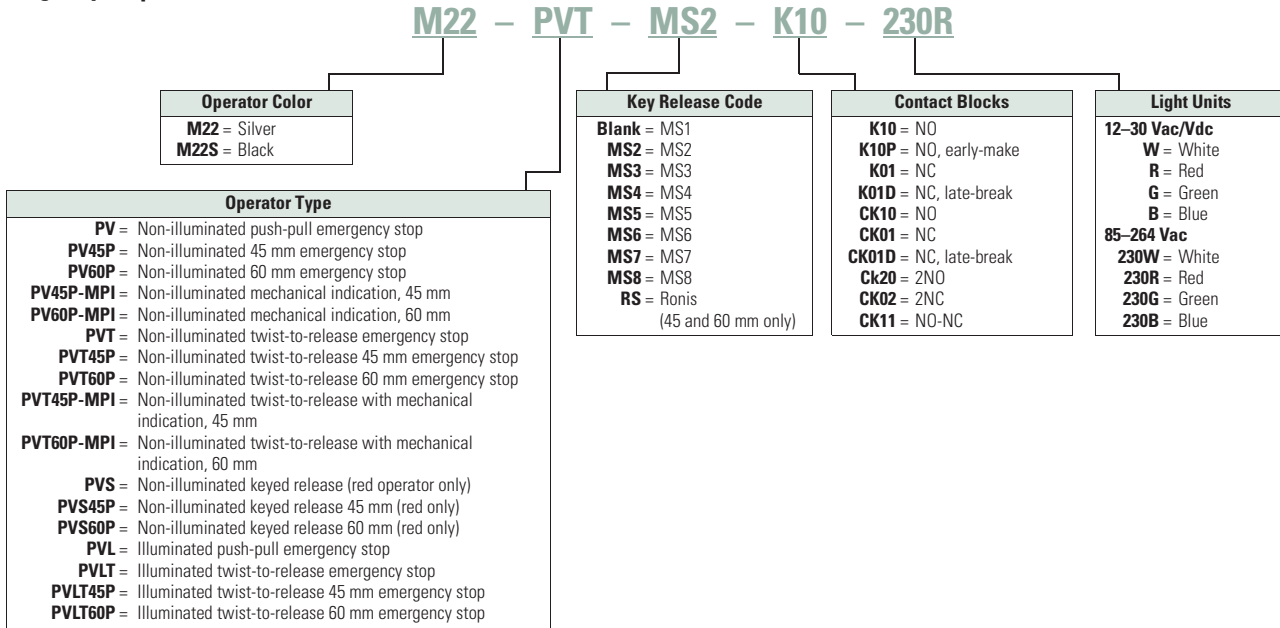 M22 – PVT – MS2 – K10 – 230R
Operator Color
M22 = Silver
M22S = Black
Operator Type
PV = Non-illuminated push-pull emergency stop
PV45P = Non-illuminated 45 mm emergency stop
PV60P = Non-illuminated 60 mm emergency stop
PV45P-MPI = Non-illuminated mechanical indication, 45 mm
PV60P-MPI = Non-illuminated mechanical indication, 60 mm
PVT = Non-illuminated twist-to-release emergency stop
PVT45P = Non-illuminated twist-to-release 45 mm emergency stop
PVT60P = Non-illuminated twist-to-release 60 mm emergency stop
PVT45P-MPI = Non-illuminated twist-to-release with mechanical
indication, 45 mm
PVT60P-MPI = Non-illuminated twist-to-release with mechanical
indication, 60 mm
PVS = Non-illuminated keyed release (red operator only)
PVS45P = Non-illuminated keyed release 45 mm (red only)
PVS60P = Non-illuminated keyed release 60 mm (red only)
PVL = Illuminated push-pull emergency stop
PVLT = Illuminated twist-to-release emergency stop
PVLT45P = Illuminated twist-to-release 45 mm emergency stop
PVLT60P = Illuminated twist-to-release 60 mm emergency stop
Key Release Code
Blank = MS1
MS2 = MS2
MS3 = MS3
MS4 = MS4
MS5 = MS5
MS6 = MS6
MS7 = MS7
MS8 = MS8
RS = Ronis
(45 and 60 mm only)
Contact Blocks
K10 = NO
K10P = NO, early-make
K01 = NC
K01D = NC, late-break
CK10 = NO
CK01 = NC
CK01D = NC, late-break
Ck20 = 2NO
CK02 = 2NC
CK11 = NO-NC
Light Units
12–30 Vac/Vdc
W = White
R = Red
G = Green
B = Blue
85–264 Vac
230W = White
230R = Red
230G = Green
230B = Blue